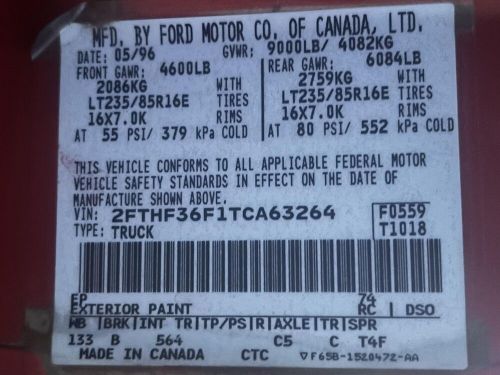 MFD. BY FORD MOTOR CO. OF CANADA, LTD.
DATE: 05/96 GVWR: 9000LB/ 4082KG
FRONT GAWR: 4600LB REAR GAWR: 6084LB
2086KG WITH 2759KG WITH
LT235/85R16E TIRES LT235/85R16E TIRES
16X7.0K RIMS 16X7.0K RIMS
AT 55 PSI/ 379 kPa COLD AT 80 PSI/ 552 kPa COLD
THIS VEHICLE CONFORMS TO ALL APPLICABLE FEDERAL MOTOR
VEHICLE SAFETY STANDARDS IN EFFECT ON THE DATE OF
MANUFACTURE SHOWN ABOVE.
VIN: 2FTHF36F1TCA63264 F0559
TYPE: TRUCK T1018
EP 74
EXTERIOR PAINT RC DSO
WB BRK INT TR TP/PS R AXLE TR SPR
133 B 564 C5 C T4F
MADE IN CANADA CTC ▽F65B-1520472-AA